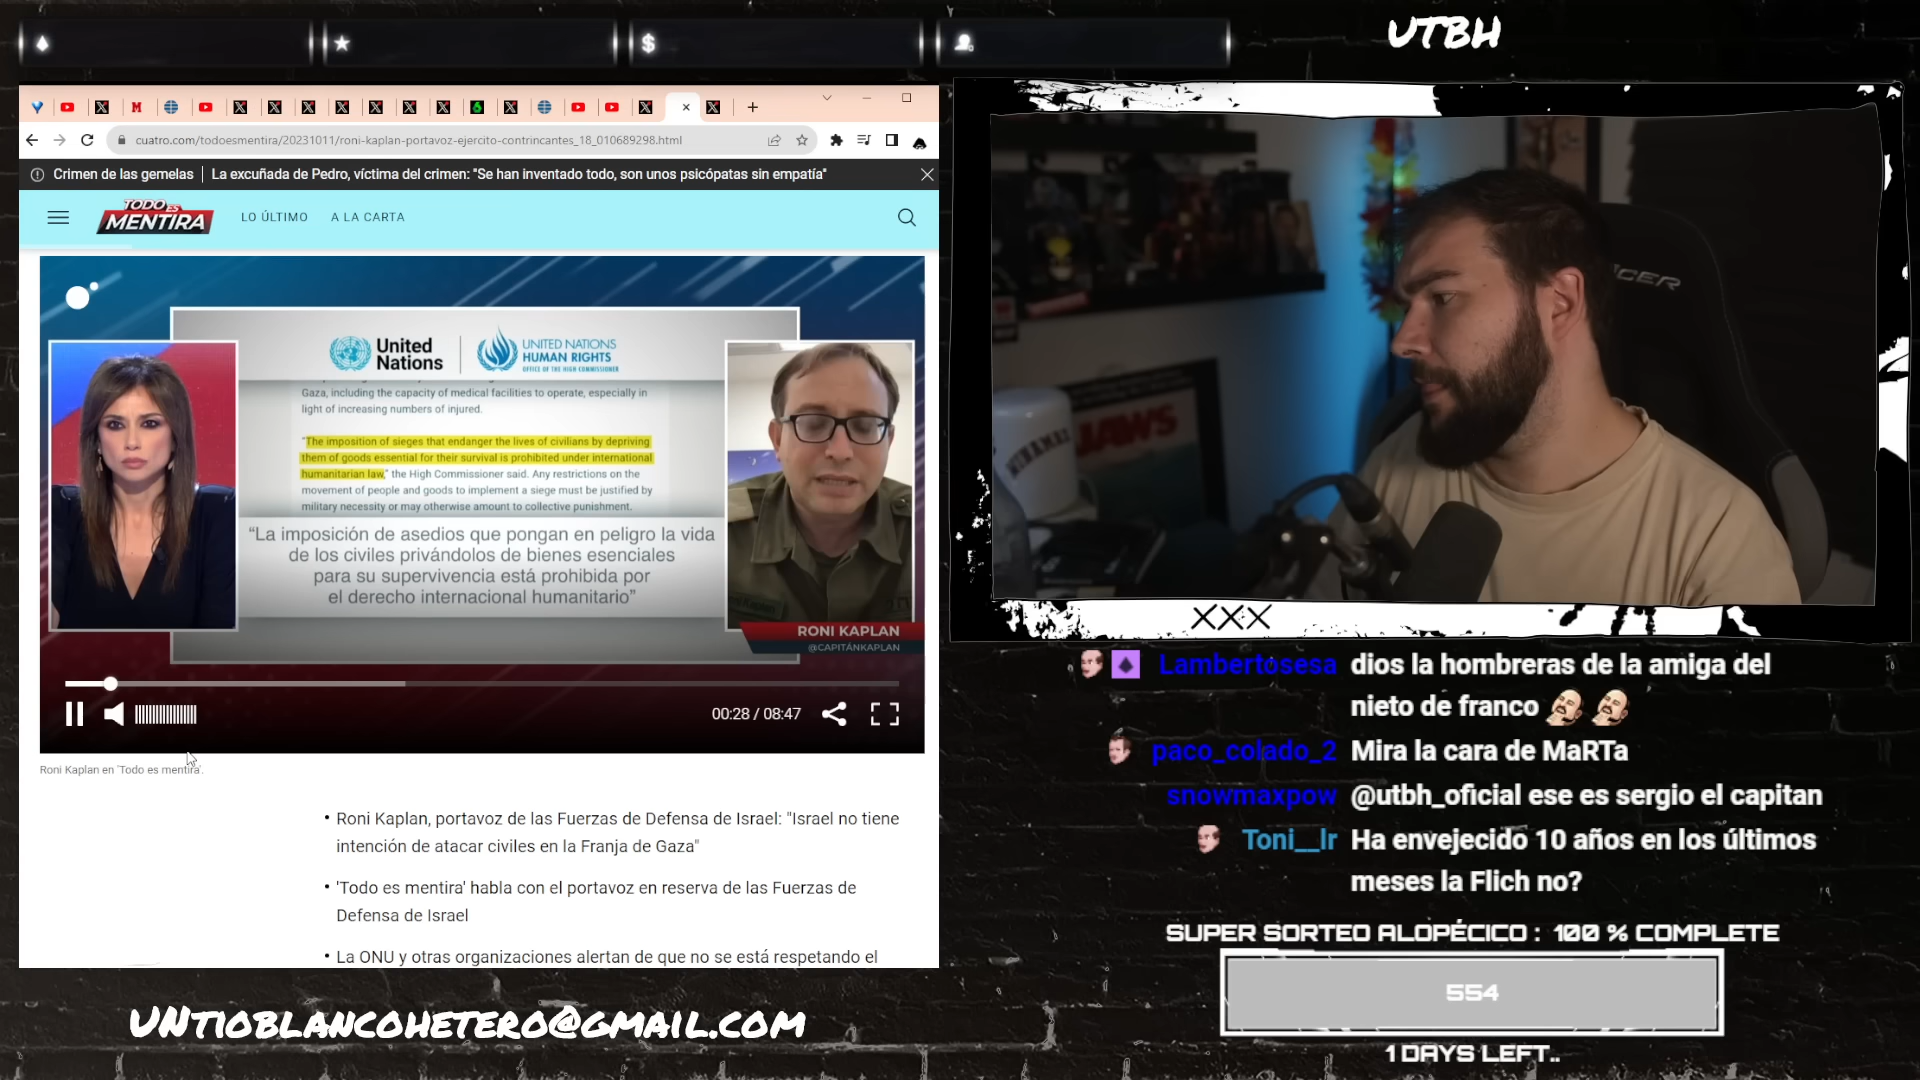 UTBH
cuatro.com/todoesmentira/20231011/roni-kaplan-portavoz-ejercito-contrincantes_18_010689298.html
Crimen de las gemelas | La excuñada de Pedro, víctima del crimen: "Se han inventado todo, son unos psicópatas sin empatía"
TODO ES
MENTIRA
LO ÚLTIMO
A LA CARTA
United
Nations
UNITED NATIONS
HUMAN RIGHTS
OFFICE OF THE HIGH COMMISSIONER
Gaza, including the capacity of medical facilities to operate, especially in
light of increasing numbers of injured.
"The imposition of sieges that endanger the lives of civilians by depriving
them of goods essential for their survival is prohibited under international
humanitarian law," the High Commissioner said. Any restrictions on the
movement of people and goods to implement a siege must be justified by
military necessity or may otherwise amount to collective punishment.
“La imposición de asedios que pongan en peligro la vida
de los civiles privándolos de bienes esenciales
para su supervivencia está prohibida por
el derecho internacional humanitario”
RONI KAPLAN
@CAPITÁNKAPLAN
00:28 / 08:47
Roni Kaplan en 'Todo es mentira'.
• Roni Kaplan, portavoz de las Fuerzas de Defensa de Israel: "Israel no tiene
intención de atacar civiles en la Franja de Gaza"
• 'Todo es mentira' habla con el portavoz en reserva de las Fuerzas de
Defensa de Israel
• La ONU y otras organizaciones alertan de que no se está respetando el
UNTIOBLANCOHETERO@GMAIL.COM
MIRAMAX
JAWS
XXX
Lambertosesa dios la hombreras de la amiga del
nieto de franco
paco_colado_2 Mira la cara de MaRTa
snowmaxpow @utbh_oficial ese es sergio el capitan
Toni__lr Ha envejecido 10 años en los últimos
meses la Flich no?
SUPER SORTEO ALOPÉCICO : 100 % COMPLETE
554
1 DAYS LEFT..